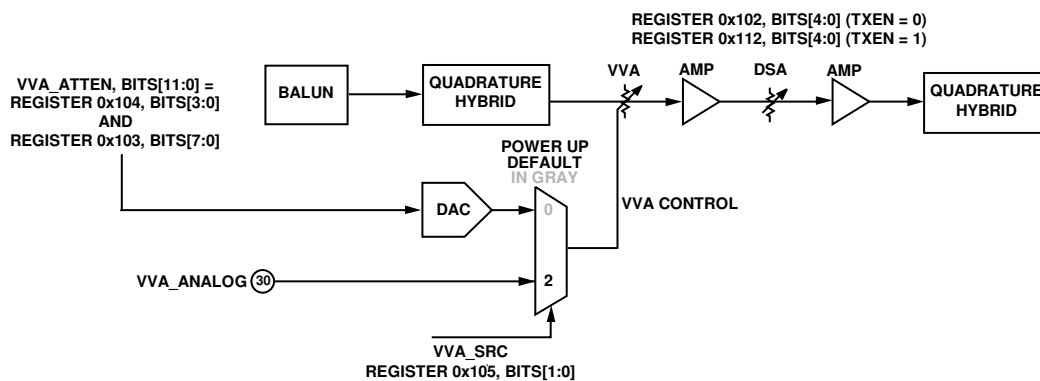 REGISTER 0x102, BITS[4:0] (TXEN = 0)
REGISTER 0x112, BITS[4:0] (TXEN = 1)
VVA_ATTEN, BITS[11:0] =
REGISTER 0x104, BITS[3:0]
AND
REGISTER 0x103, BITS[7:0]
BALUN
QUADRATURE
HYBRID
VVA
AMP
DSA
AMP
QUADRATURE
HYBRID
POWER UP
DEFAULT
IN GRAY
DAC
0
VVA CONTROL
VVA_ANALOG 30
2
VVA_SRC
REGISTER 0x105, BITS[1:0]